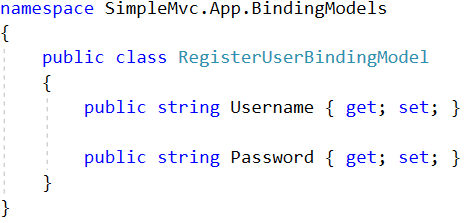 namespace SimpleMvc.App.BindingModels
{
    public class RegisterUserBindingModel
    {
        public string Username { get; set; }
        public string Password { get; set; }
    }
}